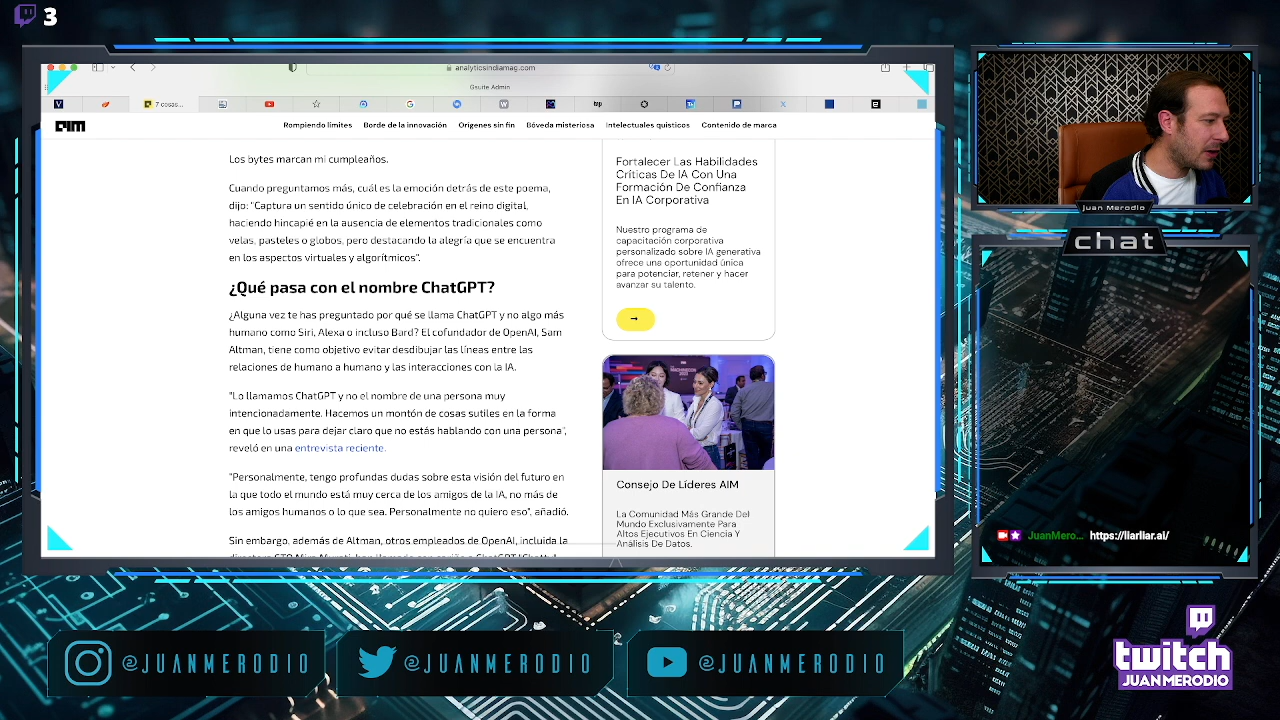 3
analyticsindiamag.com
Gsuite Admin
7 cosas...
AIM
Rompiendo límites
Borde de la innovación
Orígenes sin fin
Bóveda misteriosa
Intelectuales quísticos
Contenido de marca
Los bytes marcan mi cumpleaños.
Cuando preguntamos más, cuál es la emoción detrás de este poema,
dijo: "Captura un sentido único de celebración en el reino digital,
haciendo hincapié en la ausencia de elementos tradicionales como
velas, pasteles o globos, pero destacando la alegría que se encuentra
en los aspectos virtuales y algorítmicos".
¿Qué pasa con el nombre ChatGPT?
¿Alguna vez te has preguntado por qué se llama ChatGPT y no algo más
humano como Siri, Alexa o incluso Bard? El cofundador de OpenAI, Sam
Altman, tiene como objetivo evitar desdibujar las líneas entre las
relaciones de humano a humano y las interacciones con la IA.
"Lo llamamos ChatGPT y no el nombre de una persona muy
intencionadamente. Hacemos un montón de cosas sutiles en la forma
en que lo usas para dejar claro que no estás hablando con una persona",
reveló en una entrevista reciente.
"Personalmente, tengo profundas dudas sobre esta visión del futuro en
la que todo el mundo está muy cerca de los amigos de la IA, no más de
los amigos humanos o lo que sea. Personalmente no quiero eso", añadió.
Sin embargo, además de Altman, otros empleados de OpenAI, incluida la
Fortalecer Las Habilidades
Críticas De IA Con Una
Formación De Confianza
En IA Corporativa
Nuestro programa de
capacitación corporativa
personalizado sobre IA generativa
ofrece una oportunidad única
para potenciar, retener y hacer
avanzar su talento.
Consejo De Líderes AIM
La Comunidad Más Grande Del
Mundo Exclusivamente Para
Altos Ejecutivos En Ciencia Y
Análisis De Datos.
Juan Merodio
chat
JuanMero... https://liarliar.ai/
@JUANMERODIO
@JUANMERODIO
@JUANMERODIO
twitch
JUANMERODIO